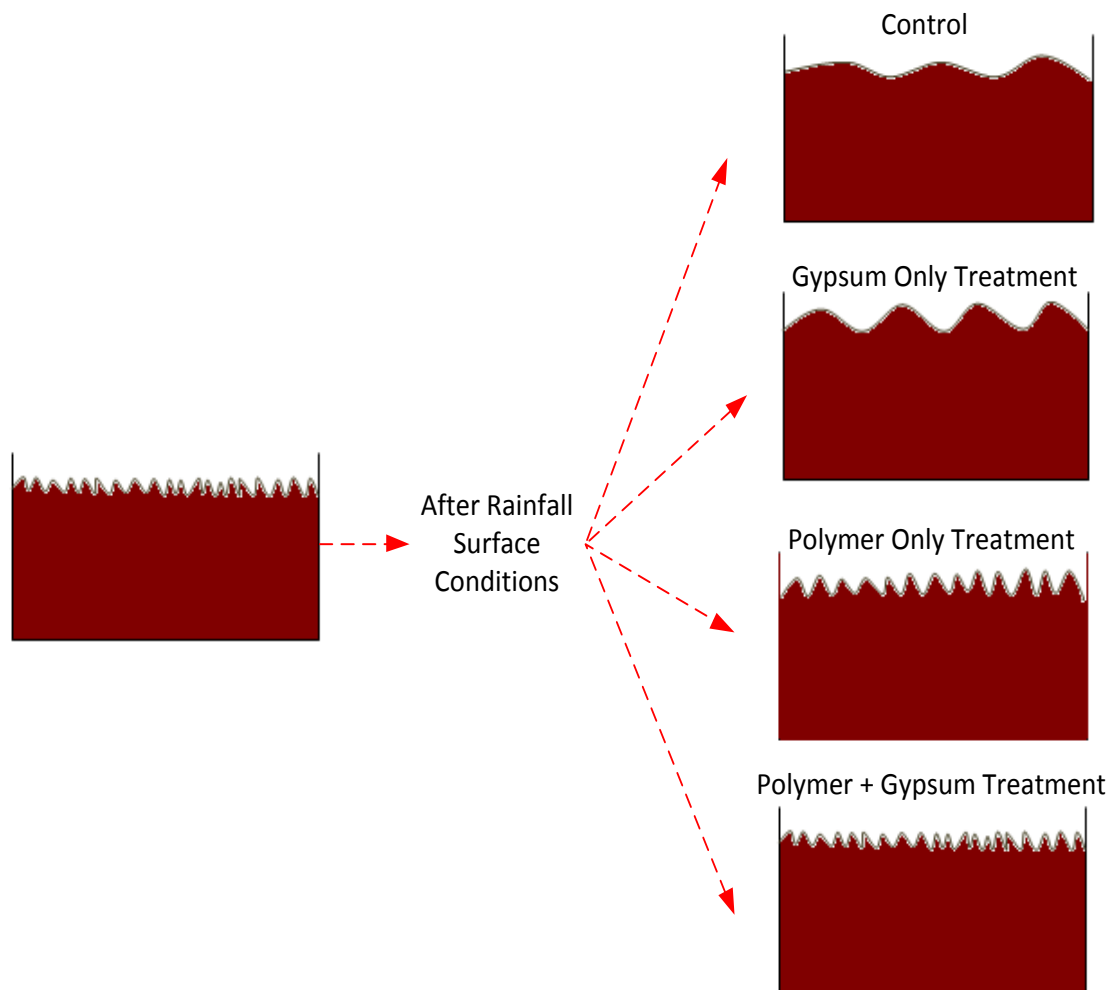 Control
Gypsum Only Treatment
After Rainfall
Surface
Conditions
Polymer Only Treatment
Polymer + Gypsum Treatment